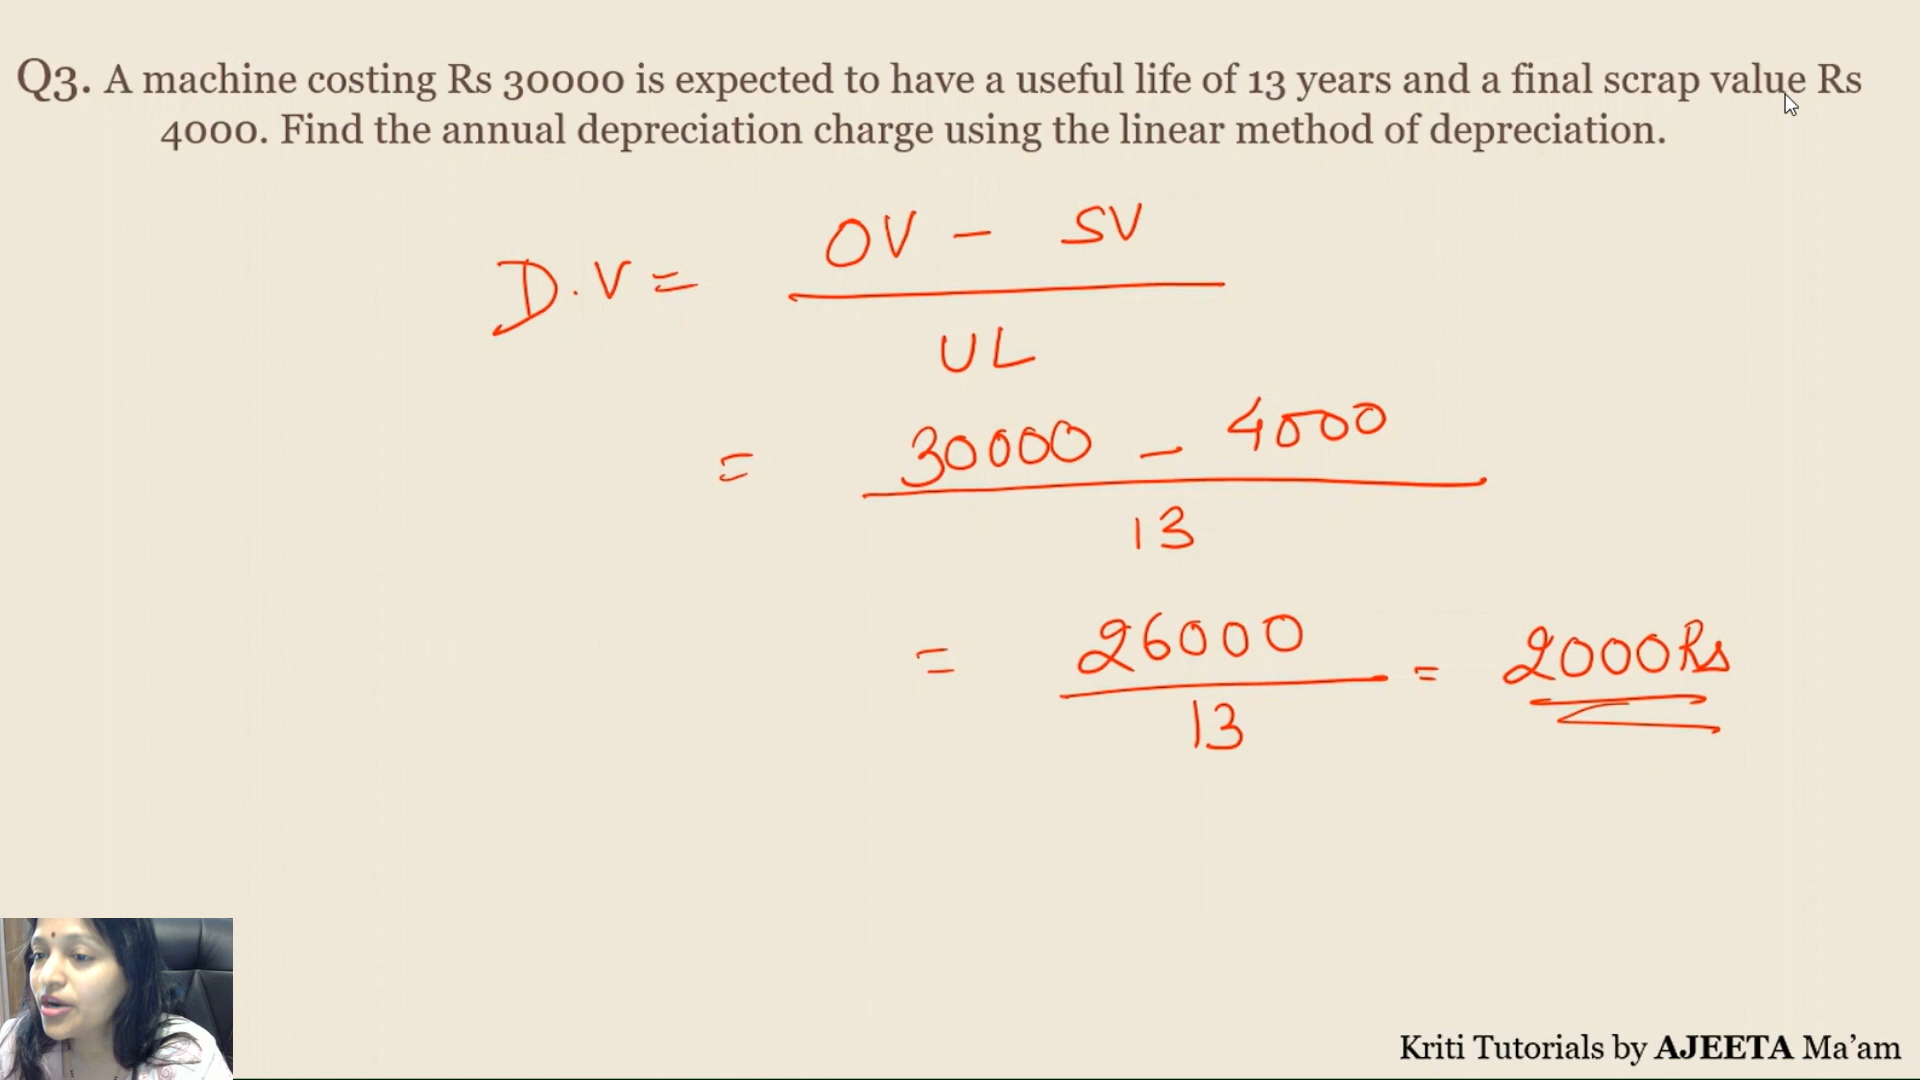 Q3. A machine costing Rs 30000 is expected to have a useful life of 13 years and a final scrap value Rs
4000. Find the annual depreciation charge using the linear method of depreciation.
D.V = OV - SV
UL
= 30000 - 4000
13
= 26000 = 2000 Rs
13
Kriti Tutorials by AJEETA Ma'am